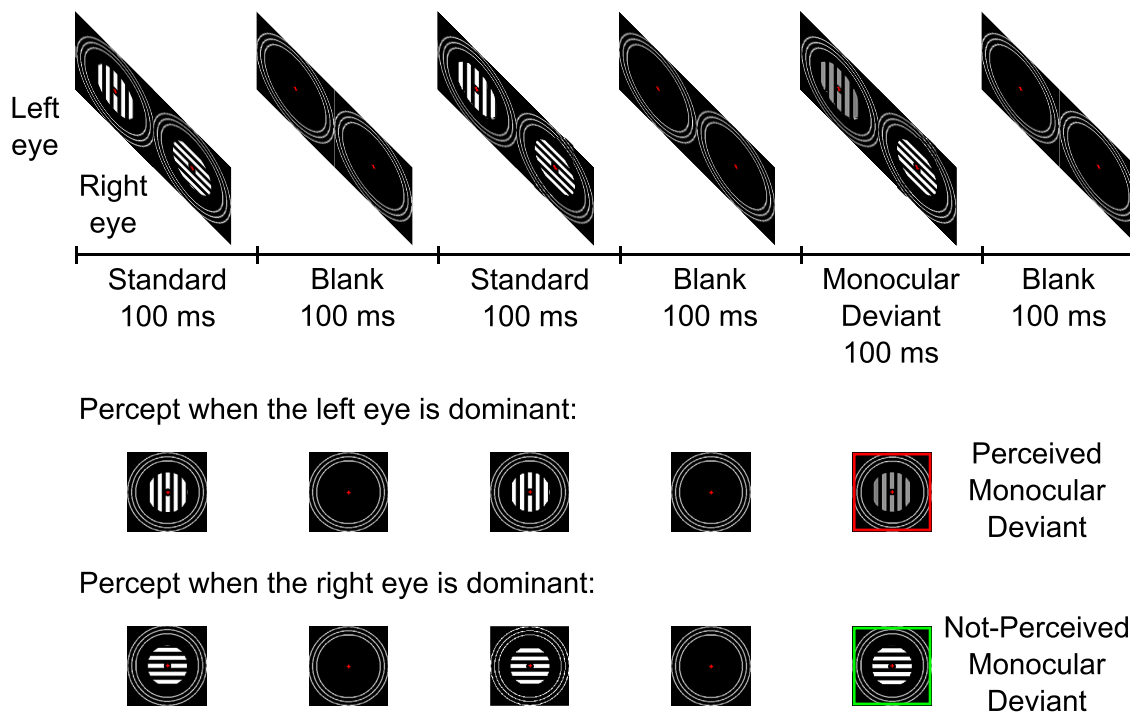 Left
eye
Right
eye
Standard
100 ms
Blank
100 ms
Standard
100 ms
Blank
100 ms
Monocular
Deviant
100 ms
Blank
100 ms
Percept when the left eye is dominant:
Perceived
Monocular
Deviant
Percept when the right eye is dominant:
Not-Perceived
Monocular
Deviant